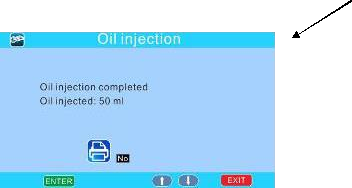 Oil injection
Oil injection completed
Oil injected: 50 ml
No
ENTER
EXIT